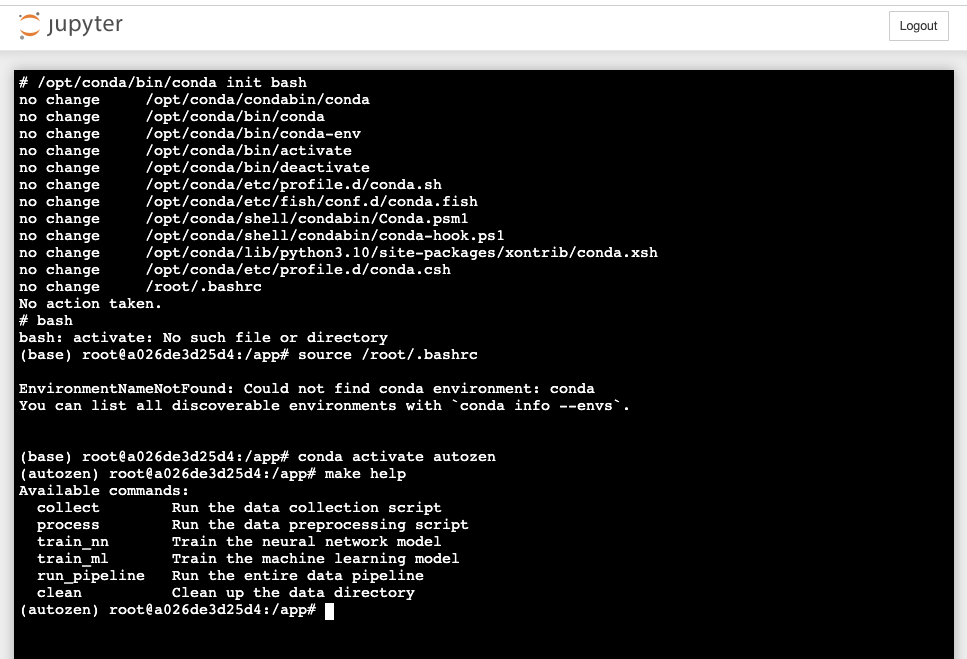 jupyter
Logout
# /opt/conda/bin/conda init bash
no change     /opt/conda/condabin/conda
no change     /opt/conda/bin/conda
no change     /opt/conda/bin/conda-env
no change     /opt/conda/bin/activate
no change     /opt/conda/bin/deactivate
no change     /opt/conda/etc/profile.d/conda.sh
no change     /opt/conda/etc/fish/conf.d/conda.fish
no change     /opt/conda/shell/condabin/Conda.psm1
no change     /opt/conda/shell/condabin/conda-hook.ps1
no change     /opt/conda/lib/python3.10/site-packages/xontrib/conda.xsh
no change     /opt/conda/etc/profile.d/conda.csh
no change     /root/.bashrc
No action taken.
# bash
bash: activate: No such file or directory
(base) root@a026de3d25d4:/app# source /root/.bashrc
EnvironmentNameNotFound: Could not find conda environment: conda
You can list all discoverable environments with `conda info --envs`.
(base) root@a026de3d25d4:/app# conda activate autozen
(autozen) root@a026de3d25d4:/app# make help
Available commands:
  collect        Run the data collection script
  process        Run the data preprocessing script
  train_nn       Train the neural network model
  train_ml       Train the machine learning model
  run_pipeline   Run the entire data pipeline
  clean          Clean up the data directory
(autozen) root@a026de3d25d4:/app#